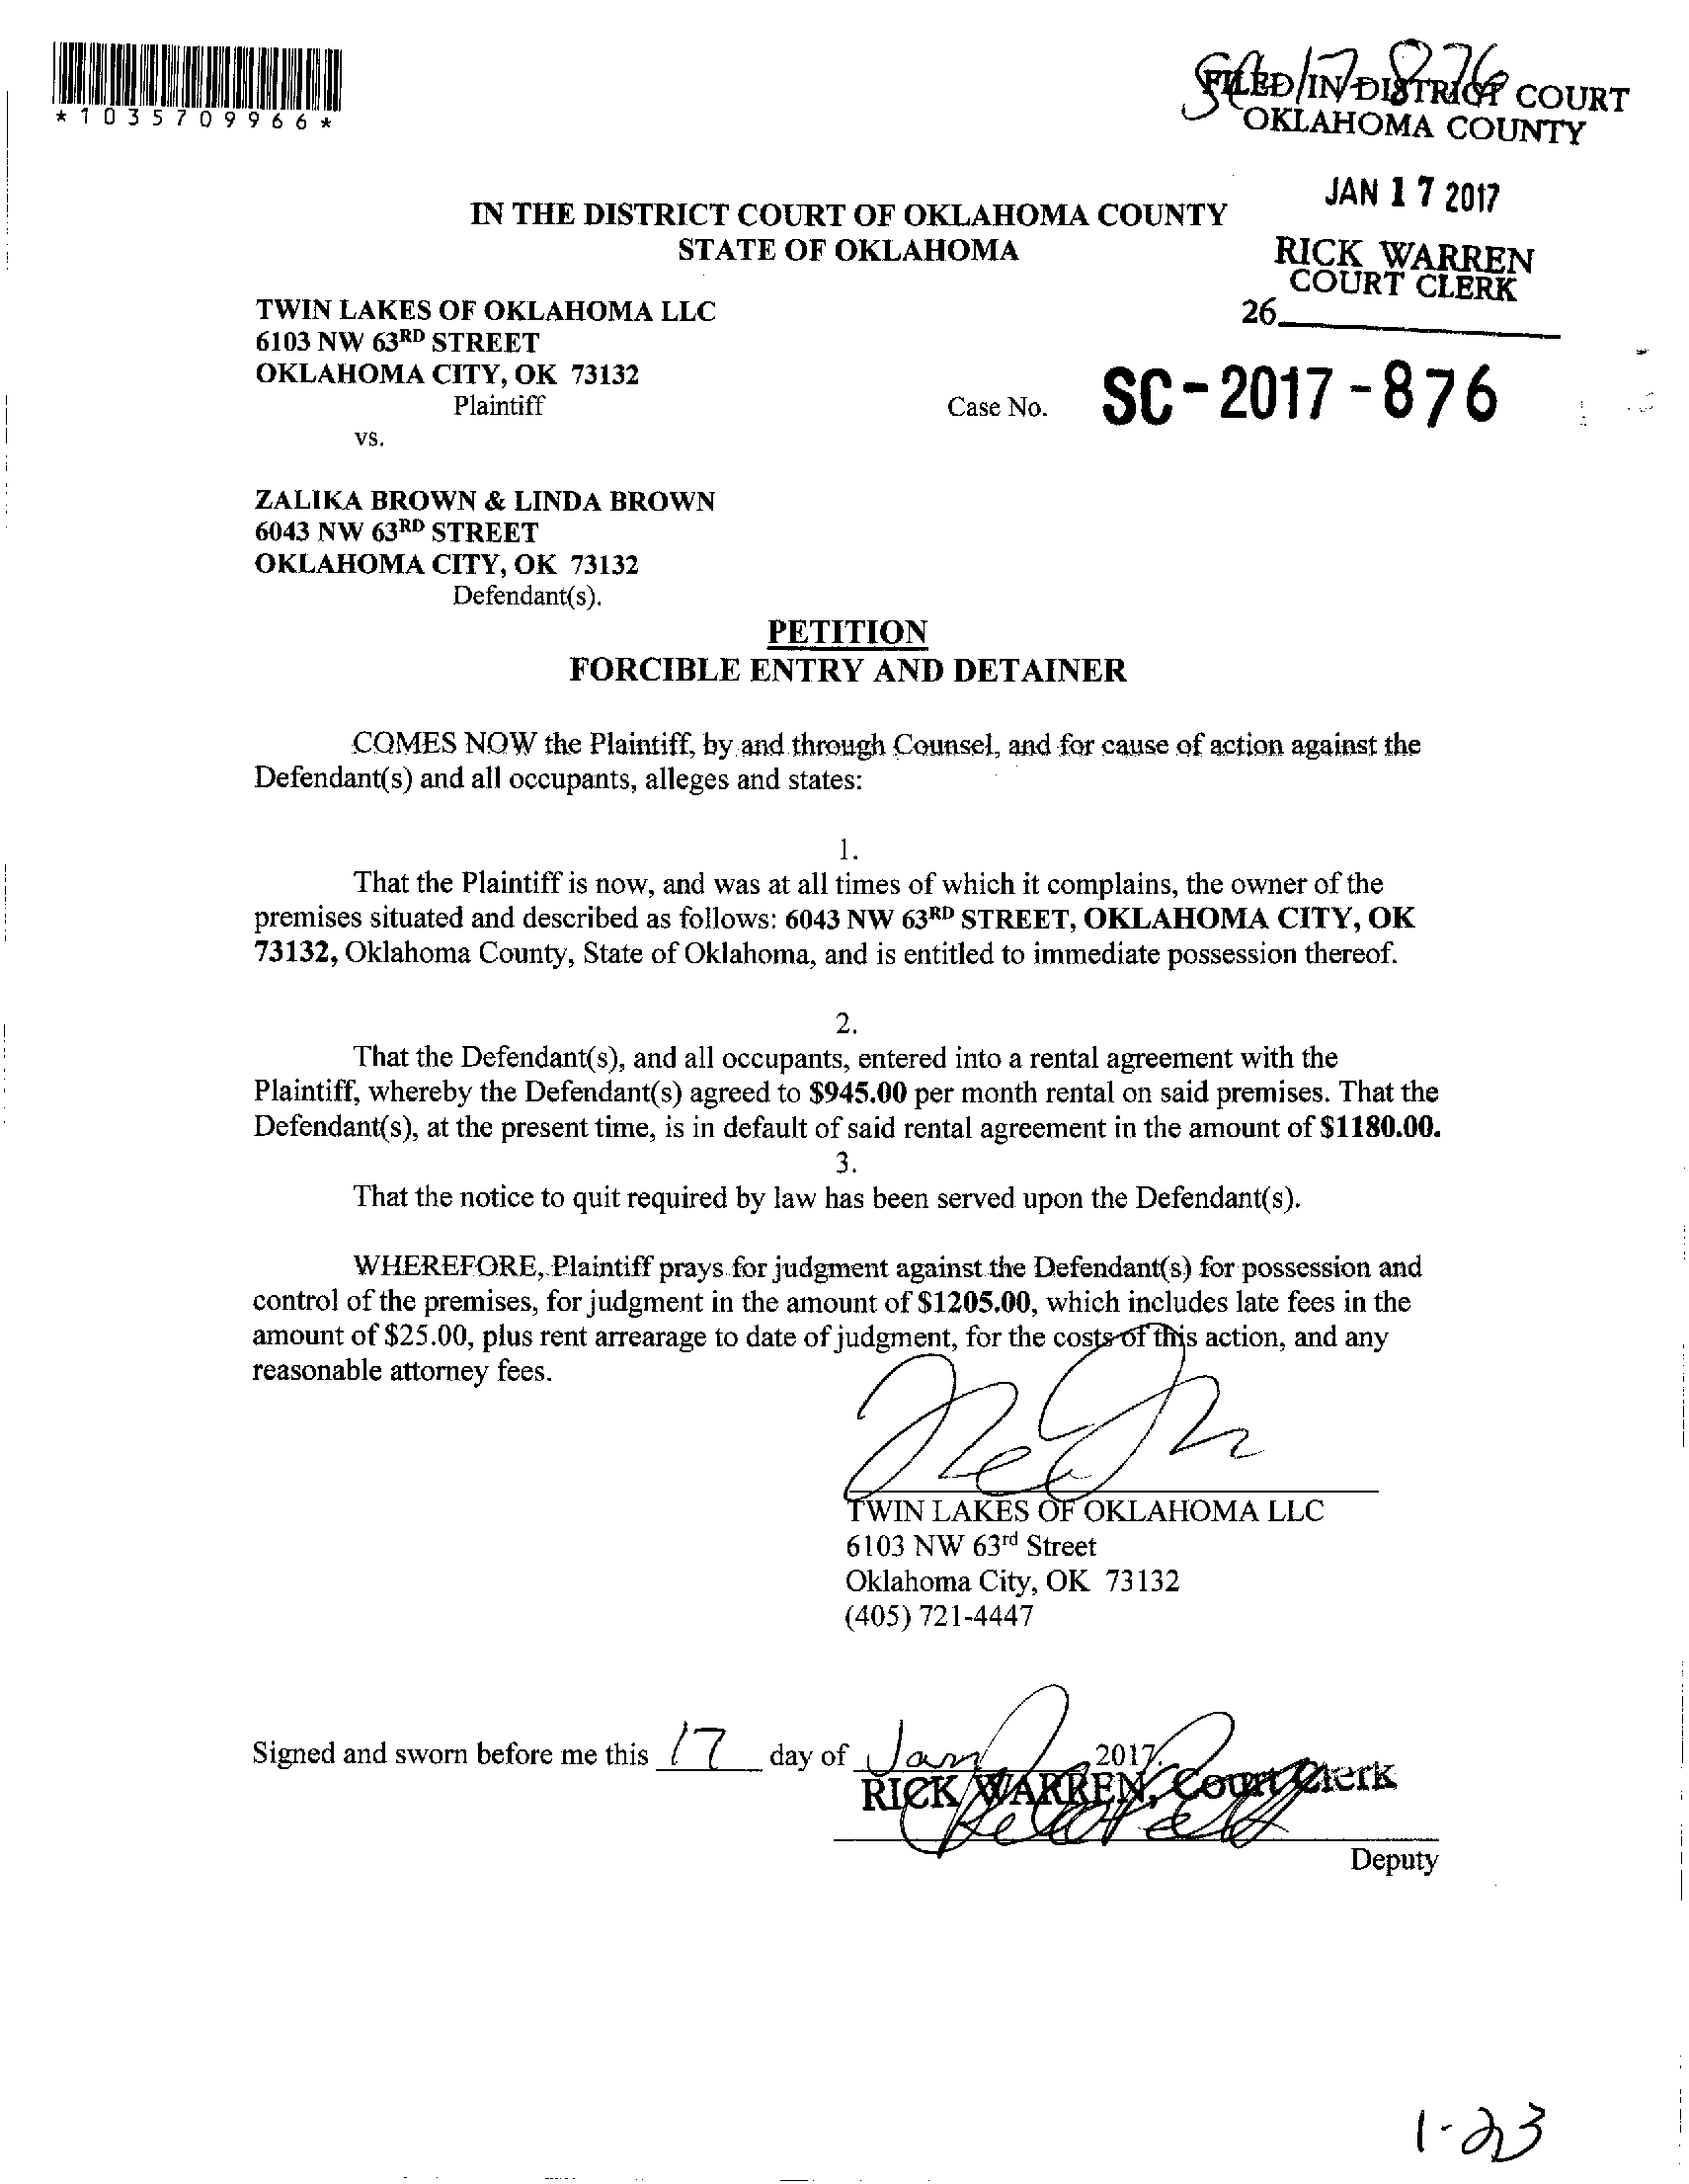 *1035709966*
SC 17 876
FILED IN DISTRICT COURT
OKLAHOMA COUNTY
JAN 17 2017
RICK WARREN
COURT CLERK
26
IN THE DISTRICT COURT OF OKLAHOMA COUNTY
STATE OF OKLAHOMA
TWIN LAKES OF OKLAHOMA LLC
6103 NW 63RD STREET
OKLAHOMA CITY, OK 73132
Plaintiff
Case No. SC-2017-876
vs.
ZALIKA BROWN & LINDA BROWN
6043 NW 63RD STREET
OKLAHOMA CITY, OK 73132
Defendant(s).
PETITION
FORCIBLE ENTRY AND DETAINER
COMES NOW the Plaintiff, by and through Counsel, and for cause of action against the
Defendant(s) and all occupants, alleges and states:
1.
That the Plaintiff is now, and was at all times of which it complains, the owner of the
premises situated and described as follows: 6043 NW 63RD STREET, OKLAHOMA CITY, OK
73132, Oklahoma County, State of Oklahoma, and is entitled to immediate possession thereof.
2.
That the Defendant(s), and all occupants, entered into a rental agreement with the
Plaintiff, whereby the Defendant(s) agreed to $945.00 per month rental on said premises. That the
Defendant(s), at the present time, is in default of said rental agreement in the amount of $1180.00.
3.
That the notice to quit required by law has been served upon the Defendant(s).
WHEREFORE, Plaintiff prays for judgment against the Defendant(s) for possession and
control of the premises, for judgment in the amount of $1205.00, which includes late fees in the
amount of $25.00, plus rent arrearage to date of judgment, for the costs of this action, and any
reasonable attorney fees.
TWIN LAKES OF OKLAHOMA LLC
6103 NW 63rd Street
Oklahoma City, OK 73132
(405) 721-4447
Signed and sworn before me this 17 day of Jan 2017.
RICK WARREN, Court Clerk
Deputy
1-23